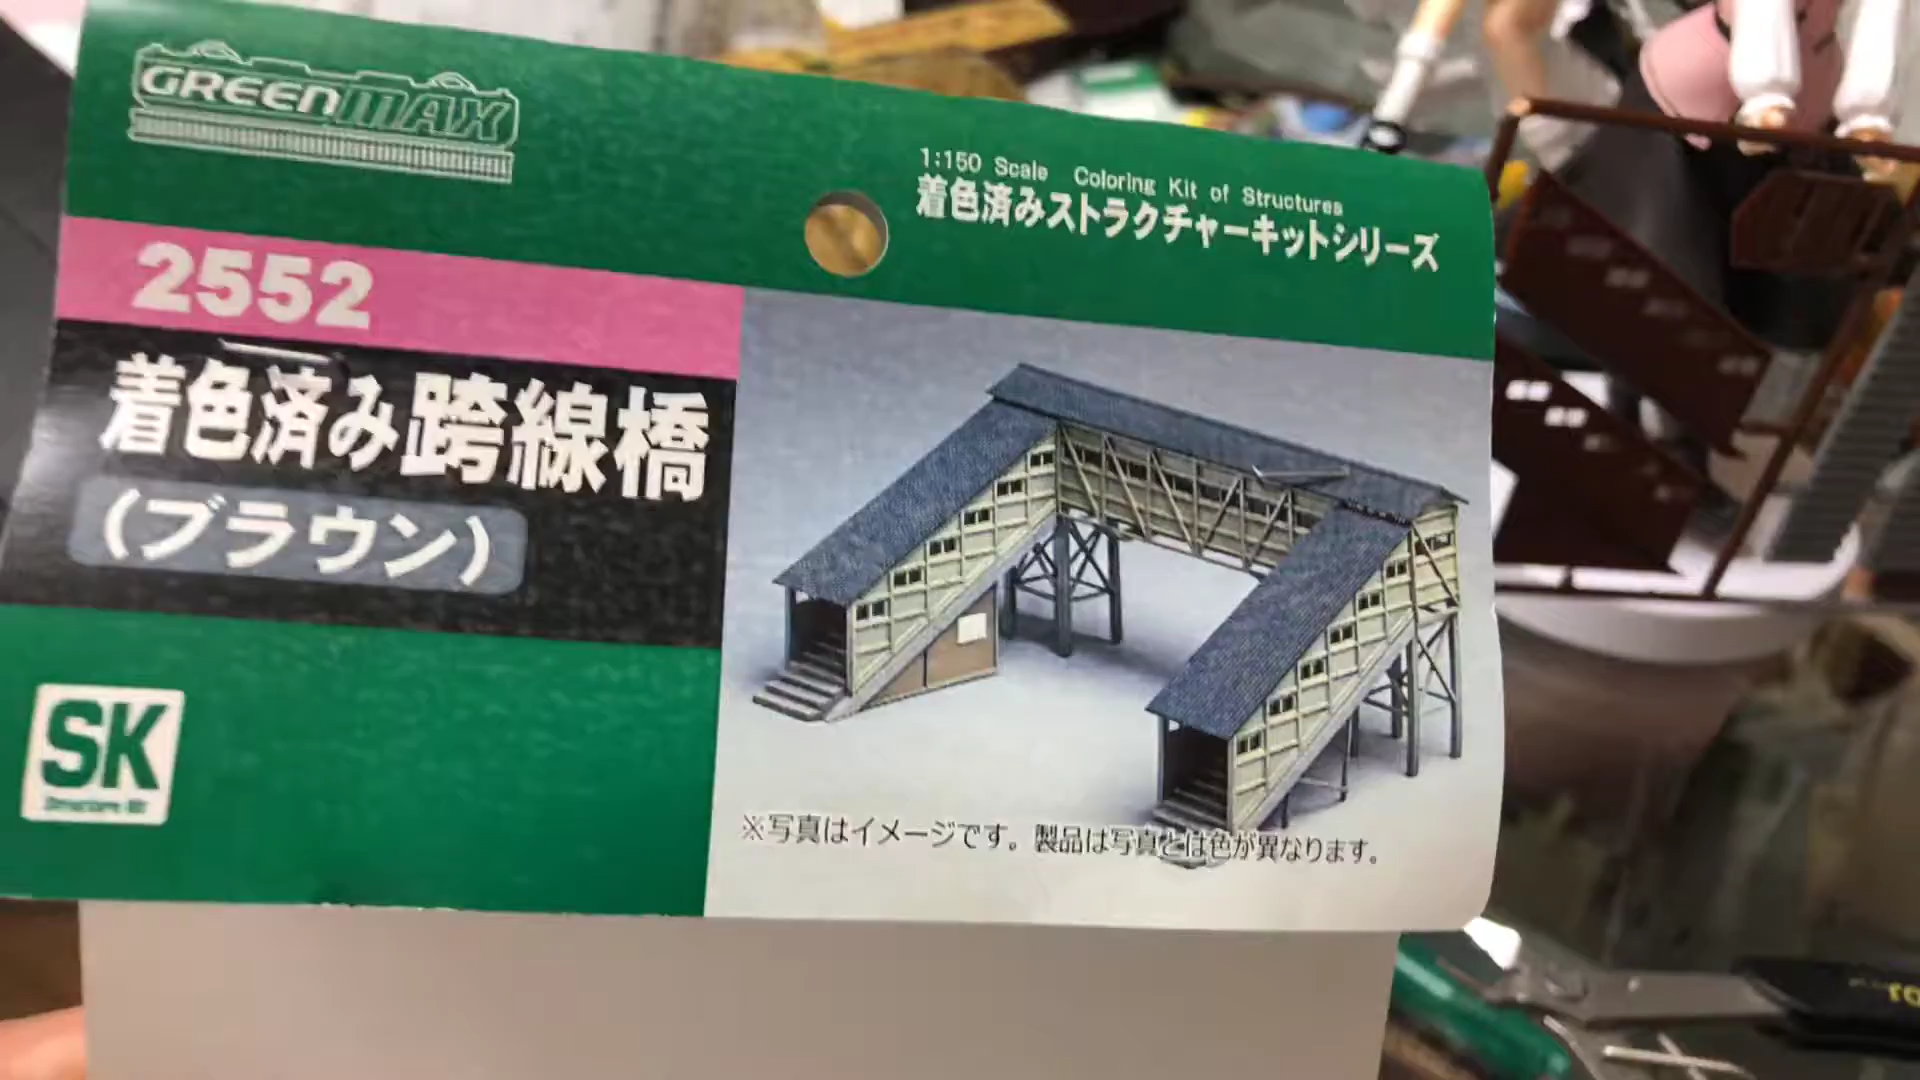 GREENMAX
1:150 Scale Coloring Kit of Structures
着色済みストラクチャーキットシリーズ
2552
着色済み跨線橋
(ブラウン)
SK
Structure Kit
※写真はイメージです。製品は写真とは色が異なります。